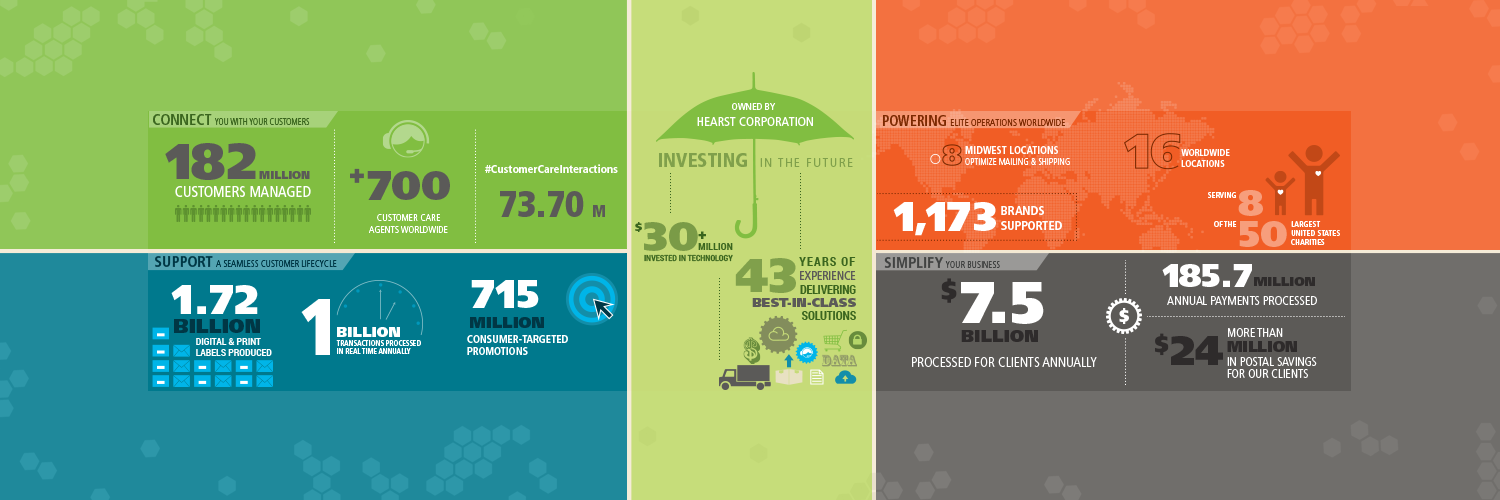 CONNECT YOU WITH YOUR CUSTOMERS
182 MILLION
CUSTOMERS MANAGED
+700
CUSTOMER CARE
AGENTS WORLDWIDE
#CustomerCareInteractions
73.70 M
SUPPORT A SEAMLESS CUSTOMER LIFECYCLE
1.72
BILLION
DIGITAL & PRINT
LABELS PRODUCED
1 BILLION
TRANSACTIONS PROCESSED
IN REAL TIME ANNUALLY
715
MILLION
CONSUMER-TARGETED
PROMOTIONS
OWNED BY
HEARST CORPORATION
INVESTING IN THE FUTURE
$30+
MILLION
INVESTED IN TECHNOLOGY
43 YEARS OF
EXPERIENCE
DELIVERING
BEST-IN-CLASS
SOLUTIONS
DATA
POWERING ELITE OPERATIONS WORLDWIDE
8 MIDWEST LOCATIONS
OPTIMIZE MAILING & SHIPPING
16 WORLDWIDE
LOCATIONS
1,173 BRANDS
SUPPORTED
SERVING 8
OF THE 50 LARGEST
UNITED STATES
CHARITIES
SIMPLIFY YOUR BUSINESS
$7.5
BILLION
PROCESSED FOR CLIENTS ANNUALLY
$
185.7 MILLION
ANNUAL PAYMENTS PROCESSED
MORE THAN
$24 MILLION
IN POSTAL SAVINGS
FOR OUR CLIENTS